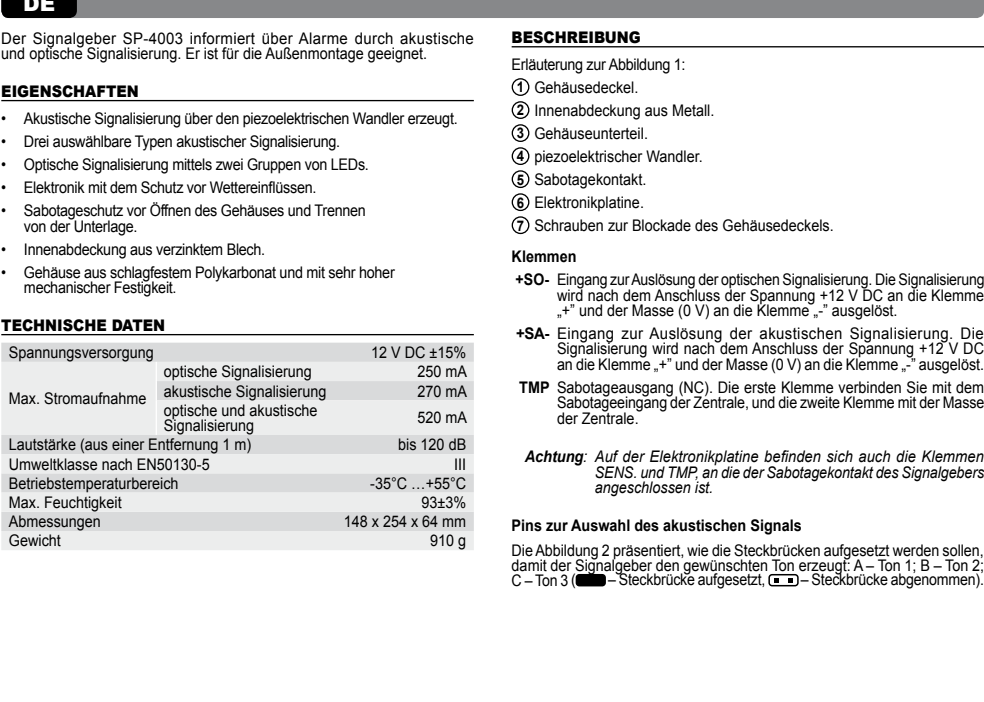 DE
Der Signalgeber SP-4003 informiert über Alarme durch akustische
und optische Signalisierung. Er ist für die Außenmontage geeignet.
EIGENSCHAFTEN
• Akustische Signalisierung über den piezoelektrischen Wandler erzeugt.
• Drei auswählbare Typen akustischer Signalisierung.
• Optische Signalisierung mittels zwei Gruppen von LEDs.
• Elektronik mit dem Schutz vor Wettereinflüssen.
• Sabotageschutz vor Öffnen des Gehäuses und Trennen
von der Unterlage.
• Innenabdeckung aus verzinktem Blech.
• Gehäuse aus schlagfestem Polykarbonat und mit sehr hoher
mechanischer Festigkeit.
TECHNISCHE DATEN
Spannungsversorgung 12 V DC ±15%
Max. Stromaufnahme
optische Signalisierung 250 mA
akustische Signalisierung 270 mA
optische und akustische
Signalisierung 520 mA
Lautstärke (aus einer Entfernung 1 m) bis 120 dB
Umweltklasse nach EN50130-5 III
Betriebstemperaturbereich -35°C …+55°C
Max. Feuchtigkeit 93±3%
Abmessungen 148 x 254 x 64 mm
Gewicht 910 g
BESCHREIBUNG
Erläuterung zur Abbildung 1:
① Gehäusedeckel.
② Innenabdeckung aus Metall.
③ Gehäuseunterteil.
④ piezoelektrischer Wandler.
⑤ Sabotagekontakt.
⑥ Elektronikplatine.
⑦ Schrauben zur Blockade des Gehäusedeckels.
Klemmen
+SO- Eingang zur Auslösung der optischen Signalisierung. Die Signalisierung
wird nach dem Anschluss der Spannung +12 V DC an die Klemme
„+” und der Masse (0 V) an die Klemme „-” ausgelöst.
+SA- Eingang zur Auslösung der akustischen Signalisierung. Die
Signalisierung wird nach dem Anschluss der Spannung +12 V DC
an die Klemme „+” und der Masse (0 V) an die Klemme „-” ausgelöst.
TMP Sabotageausgang (NC). Die erste Klemme verbinden Sie mit dem
Sabotageeingang der Zentrale, und die zweite Klemme mit der Masse
der Zentrale.
Achtung: Auf der Elektronikplatine befinden sich auch die Klemmen
SENS. und TMP, an die der Sabotagekontakt des Signalgebers
angeschlossen ist.
Pins zur Auswahl des akustischen Signals
Die Abbildung 2 präsentiert, wie die Steckbrücken aufgesetzt werden sollen,
damit der Signalgeber den gewünschten Ton erzeugt: A – Ton 1; B – Ton 2;
C – Ton 3 ( – Steckbrücke aufgesetzt, – Steckbrücke abgenommen).